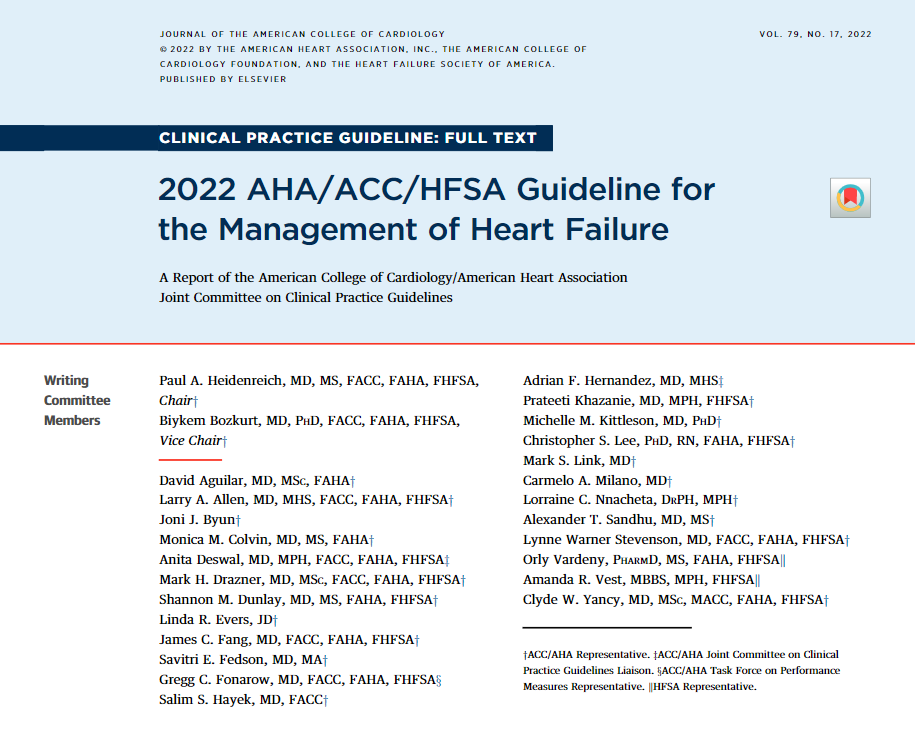 JOURNAL OF THE AMERICAN COLLEGE OF CARDIOLOGY
© 2022 BY THE AMERICAN HEART ASSOCIATION, INC., THE AMERICAN COLLEGE OF
CARDIOLOGY FOUNDATION, AND THE HEART FAILURE SOCIETY OF AMERICA.
PUBLISHED BY ELSEVIER
VOL. 79, NO. 17, 2022
CLINICAL PRACTICE GUIDELINE: FULL TEXT
2022 AHA/ACC/HFSA Guideline for
the Management of Heart Failure
A Report of the American College of Cardiology/American Heart Association
Joint Committee on Clinical Practice Guidelines
Writing
Committee
Members
Paul A. Heidenreich, MD, MS, FACC, FAHA, FHFSA,
Chair†
Biykem Bozkurt, MD, PhD, FACC, FAHA, FHFSA,
Vice Chair†
David Aguilar, MD, MSc, FAHA†
Larry A. Allen, MD, MHS, FACC, FAHA, FHFSA†
Joni J. Byun†
Monica M. Colvin, MD, MS, FAHA†
Anita Deswal, MD, MPH, FACC, FAHA, FHFSA‡
Mark H. Drazner, MD, MSc, FACC, FAHA, FHFSA†
Shannon M. Dunlay, MD, MS, FAHA, FHFSA†
Linda R. Evers, JD†
James C. Fang, MD, FACC, FAHA, FHFSA†
Savitri E. Fedson, MD, MA†
Gregg C. Fonarow, MD, FACC, FAHA, FHFSA§
Salim S. Hayek, MD, FACC†
Adrian F. Hernandez, MD, MHS‡
Prateeti Khazanie, MD, MPH, FHFSA†
Michelle M. Kittleson, MD, PhD†
Christopher S. Lee, PhD, RN, FAHA, FHFSA†
Mark S. Link, MD†
Carmelo A. Milano, MD†
Lorraine C. Nnacheta, DrPH, MPH†
Alexander T. Sandhu, MD, MS†
Lynne Warner Stevenson, MD, FACC, FAHA, FHFSA†
Orly Vardeny, PharmD, MS, FAHA, FHFSA‖
Amanda R. Vest, MBBS, MPH, FHFSA‖
Clyde W. Yancy, MD, MSc, MACC, FAHA, FHFSA†
†ACC/AHA Representative. ‡ACC/AHA Joint Committee on Clinical
Practice Guidelines Liaison. §ACC/AHA Task Force on Performance
Measures Representative. ‖HFSA Representative.